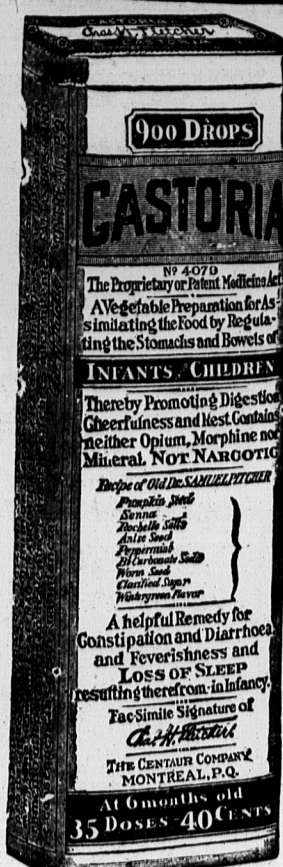 CASTORIA
Chas. H. Fletcher
CASTORIA
900 DROPS
CASTORIA
Nº 4070
The Proprietary or Patent Medicine Act
AVegetable Preparation for As-
similating the Food by Regula-
ting the Stomachs and Bowels of
INFANTS CHILDREN
Thereby Promoting Digestion
Cheerfulness and Rest. Contains
neither Opium, Morphine nor
Mineral. NOT NARCOTIC
Recipe of Old Dr. SAMUEL PITCHER
Pumpkin Seed
Senna
Rochelle Salts
Anise Seed
Peppermint
Bi Carbonate Soda
Worm Seed
Clarified Sugar
Wintergreen Flavor
A helpful Remedy for
Constipation and Diarrhoea
and Feverishness and
LOSS OF SLEEP
resulting therefrom in Infancy.
Fac Simile Signature of
Chas. H. Fletcher
THE CENTAUR COMPANY
MONTREAL, P.Q.
At 6 months old
35 DOSES - 40 CENTS